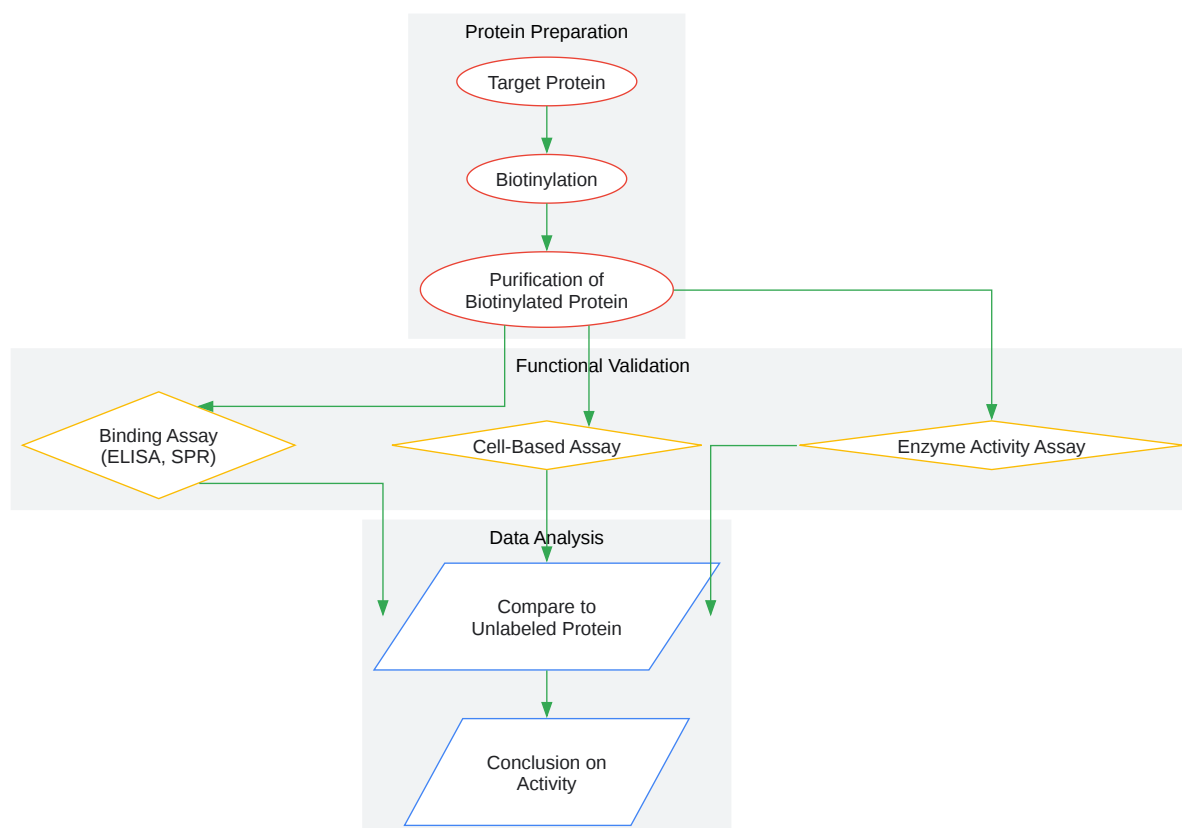 Protein Preparation
Target Protein
Biotinylation
Purification of
Biotinylated Protein
Functional Validation
Binding Assay
(ELISA, SPR)
Cell-Based Assay
Enzyme Activity Assay
Data Analysis
Compare to
Unlabeled Protein
Conclusion on
Activity